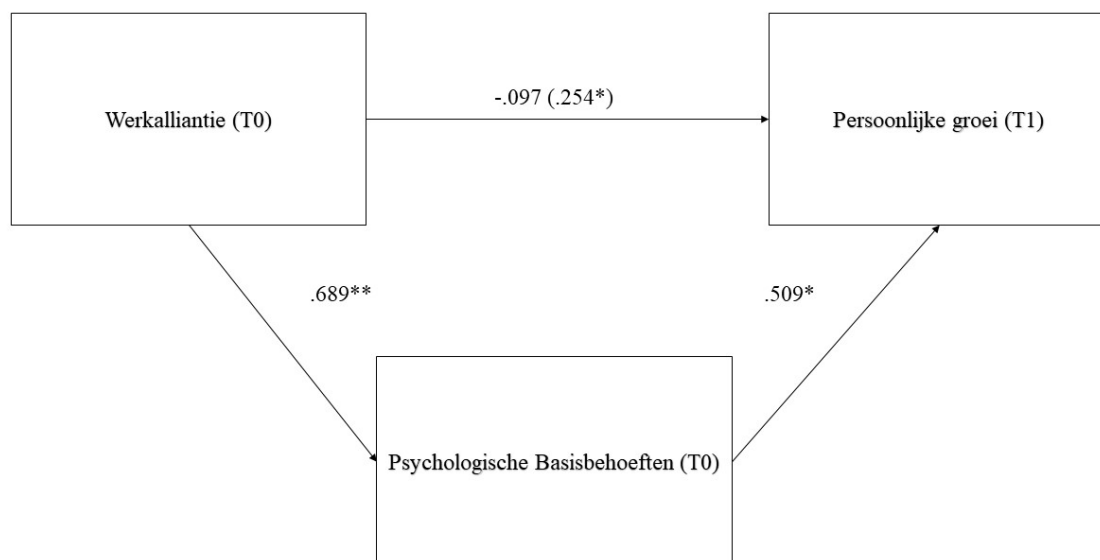 -.097 (.254*)
Werkalliantie (T0)
Persoonlijke groei (T1)
.689**
.509*
Psychologische Basisbehoeften (T0)